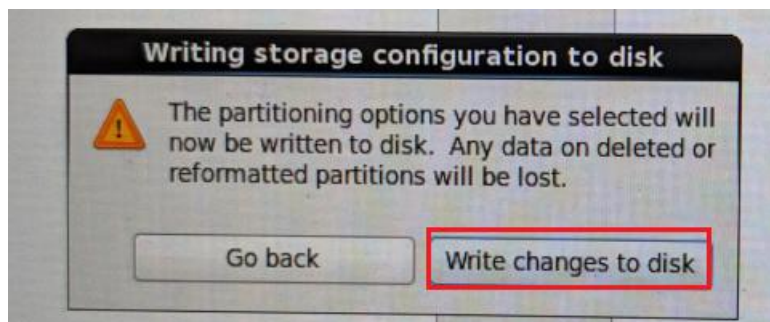 Writing storage configuration to disk
The partitioning options you have selected will
now be written to disk. Any data on deleted or
reformatted partitions will be lost.
Go back
Write changes to disk